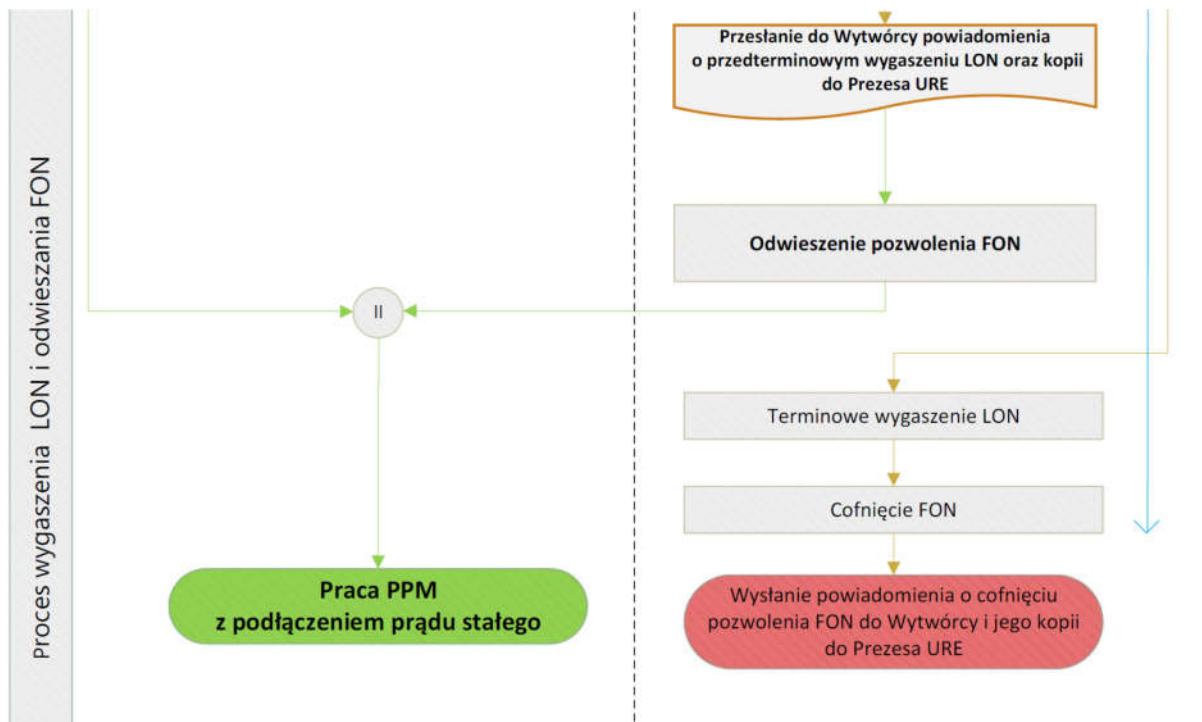 Proces wygaszenia LON i odwieszania FON
Przesłanie do Wytwórcy powiadomienia
o przedterminowym wygaszeniu LON oraz kopii
do Prezesa URE
Odwieszenie pozwolenia FON
II
Terminowe wygaszenie LON
Cofnięcie FON
Praca PPM
z podłączeniem prądu stałego
Wysłanie powiadomienia o cofnięciu
pozwolenia FON do Wytwórcy i jego kopii
do Prezesa URE